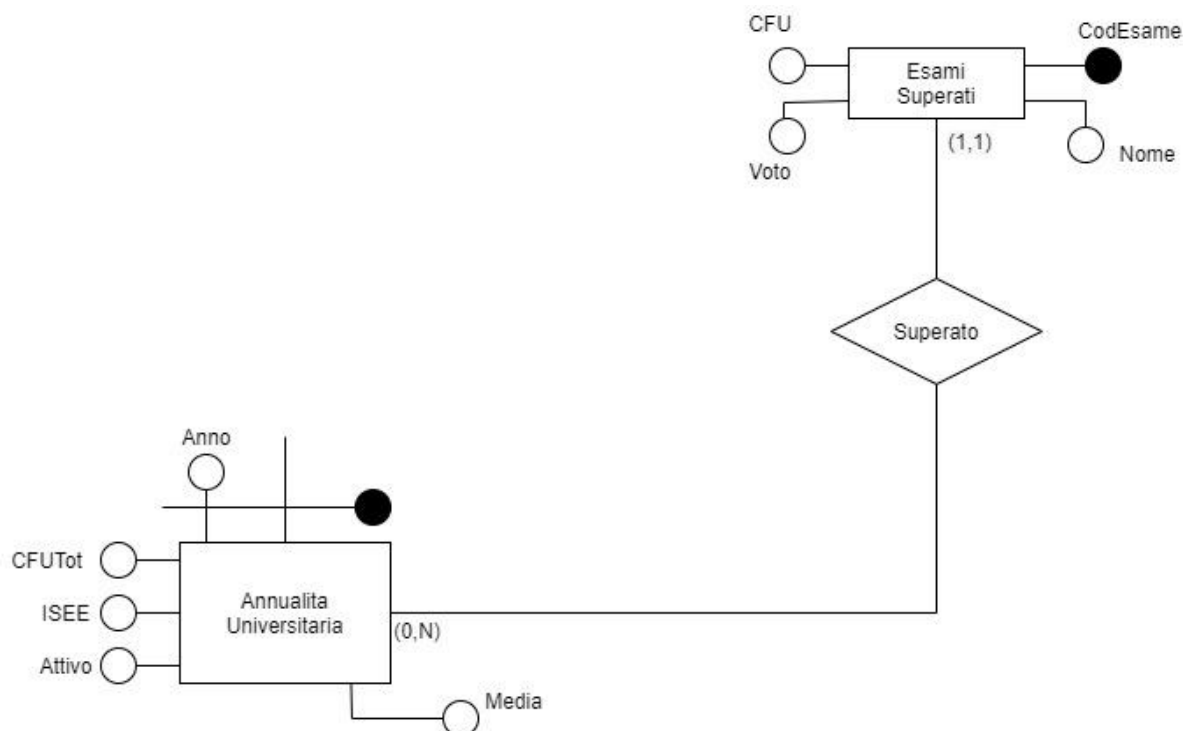 CFU
CodEsame
Esami
Superati
(1,1)
Voto
Nome
Superato
Anno
CFUTot
ISEE
Attivo
Annualita
Universitaria
(0,N)
Media